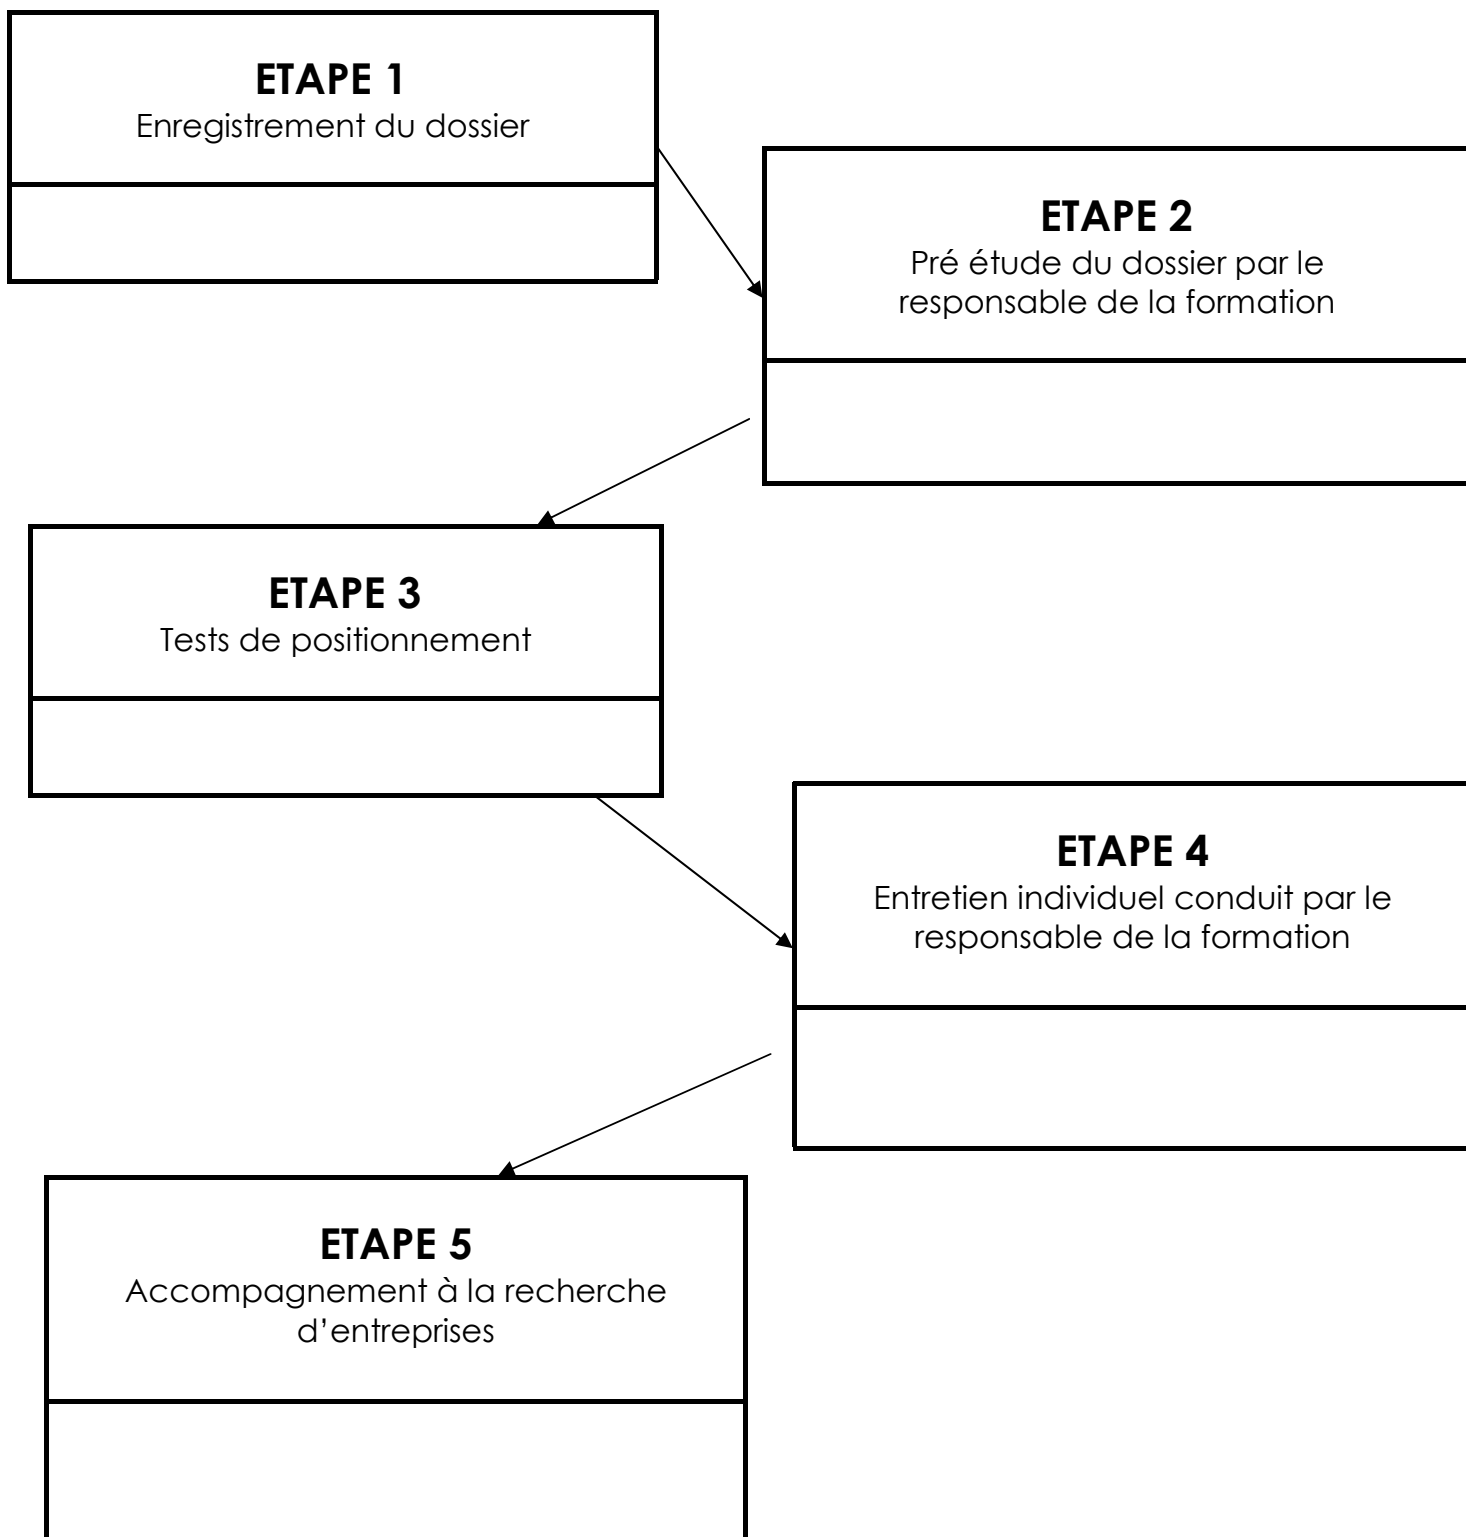 ETAPE 1
Enregistrement du dossier
ETAPE 2
Pré étude du dossier par le
responsable de la formation
ETAPE 3
Tests de positionnement
ETAPE 4
Entretien individuel conduit par le
responsable de la formation
ETAPE 5
Accompagnement à la recherche
d’entreprises